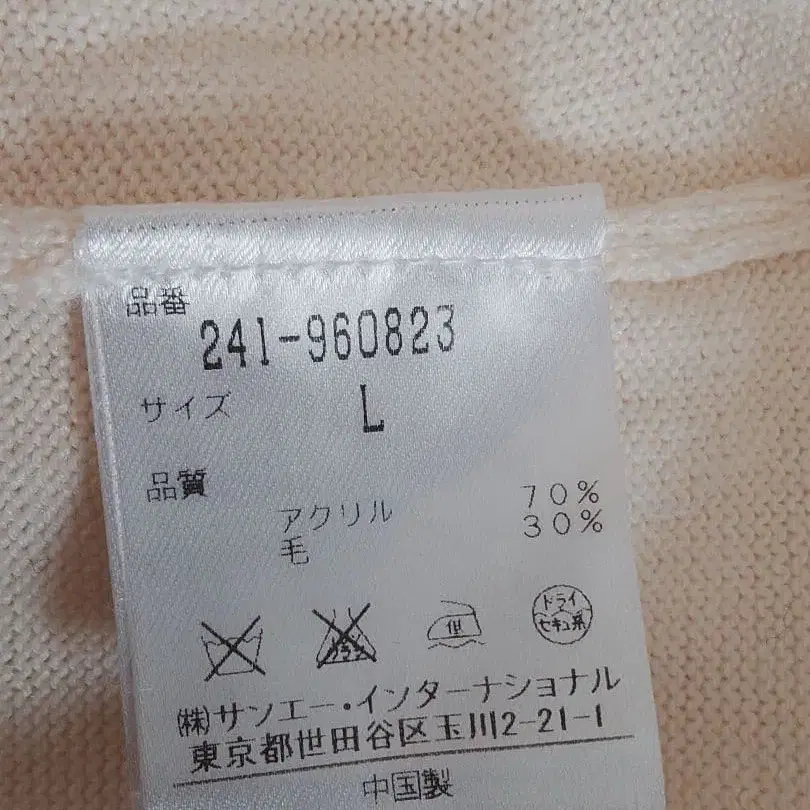 品番
241-960823
サイズ L
品質
アクリル 70%
毛 30%
低
ドライ
セキユ系
(株)サンエー・インターナショナル
東京都世田谷区玉川2-21-1
中国製